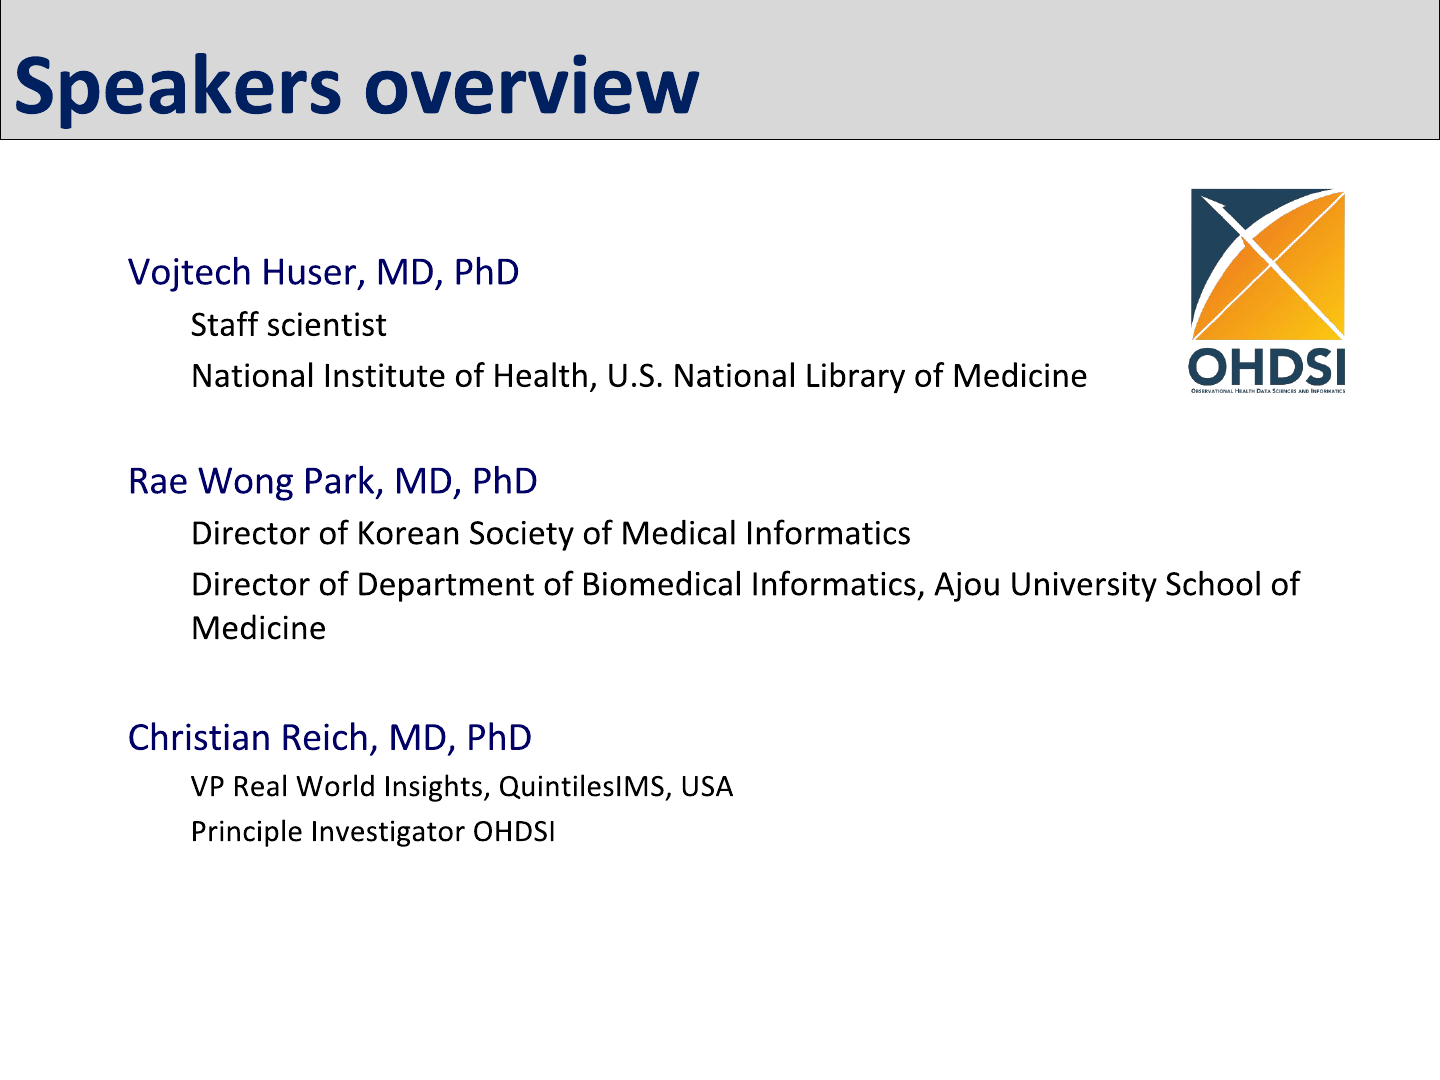 Speakers overview
Vojtech Huser, MD, PhD
Staff scientist
National Institute of Health, U.S. National Library of Medicine
OHDSI
Observational Health Data Sciences and Informatics
Rae Wong Park, MD, PhD
Director of Korean Society of Medical Informatics
Director of Department of Biomedical Informatics, Ajou University School of
Medicine
Christian Reich, MD, PhD
VP Real World Insights, QuintilesIMS, USA
Principle Investigator OHDSI